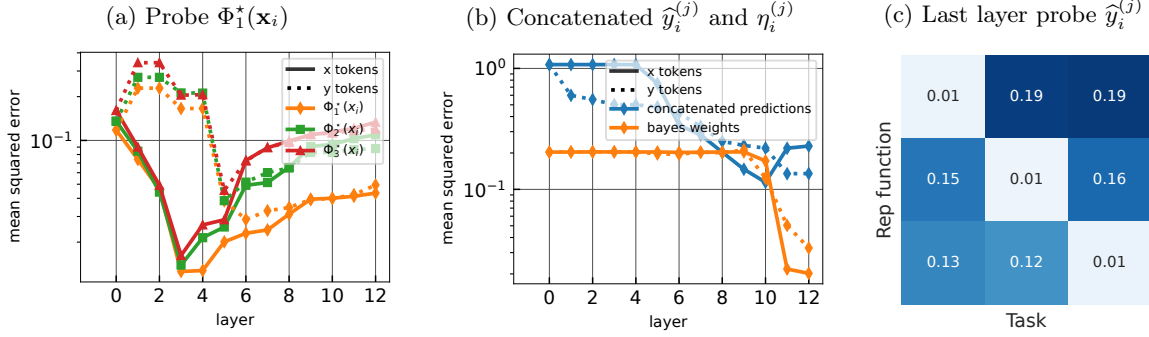 (a) Probe Φ₁⋆(𝐱ᵢ)
mean squared error
10⁻¹
x tokens
y tokens
Φ₁⋆(xᵢ)
Φ₂⋆(xᵢ)
Φ₃⋆(xᵢ)
0 2 4 6 8 10 12
layer
(b) Concatenated ŷᵢ⁽ʲ⁾ and ηᵢ⁽ʲ⁾
mean squared error
10⁰
10⁻¹
x tokens
y tokens
concatenated predictions
bayes weights
0 2 4 6 8 10 12
layer
(c) Last layer probe ŷᵢ⁽ʲ⁾
Rep function
0.01 0.19 0.19
0.15 0.01 0.16
0.13 0.12 0.01
Task